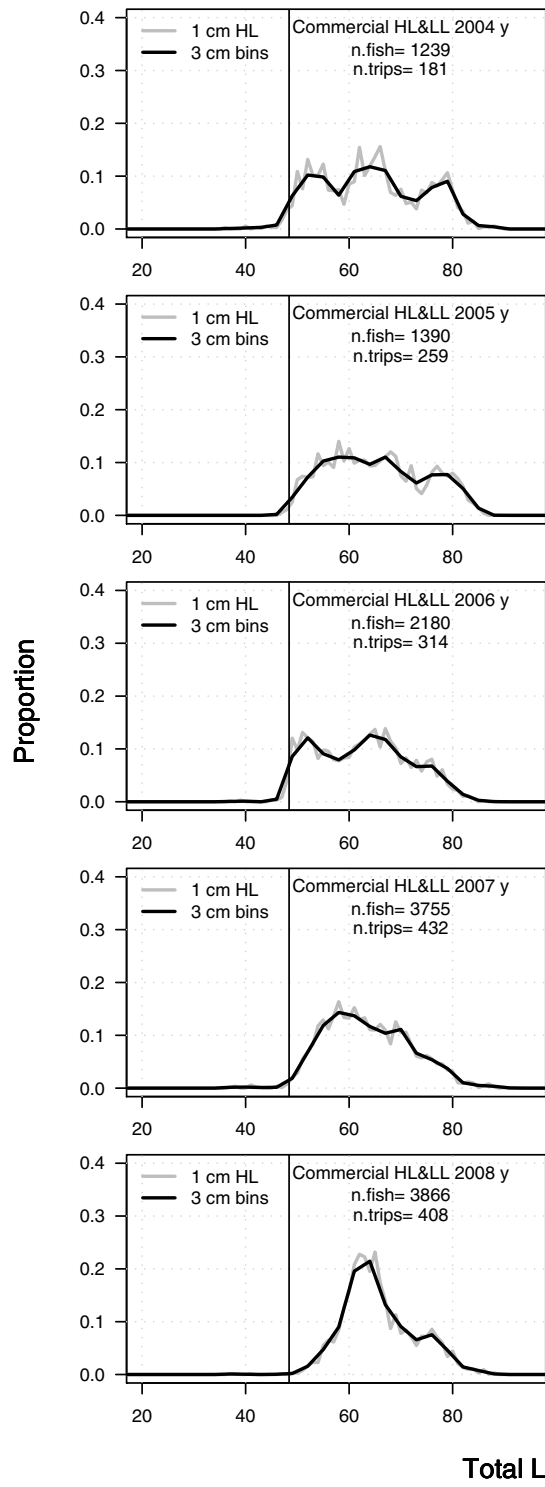 Proportion
0.4
0.3
0.2
0.1
0.0
1 cm HL
3 cm bins
Commercial HL&LL 2004 y
n.fish= 1239
n.trips= 181
20 40 60 80
0.4
0.3
0.2
0.1
0.0
1 cm HL
3 cm bins
Commercial HL&LL 2005 y
n.fish= 1390
n.trips= 259
20 40 60 80
0.4
0.3
0.2
0.1
0.0
1 cm HL
3 cm bins
Commercial HL&LL 2006 y
n.fish= 2180
n.trips= 314
20 40 60 80
0.4
0.3
0.2
0.1
0.0
1 cm HL
3 cm bins
Commercial HL&LL 2007 y
n.fish= 3755
n.trips= 432
20 40 60 80
0.4
0.3
0.2
0.1
0.0
1 cm HL
3 cm bins
Commercial HL&LL 2008 y
n.fish= 3866
n.trips= 408
20 40 60 80
Total L